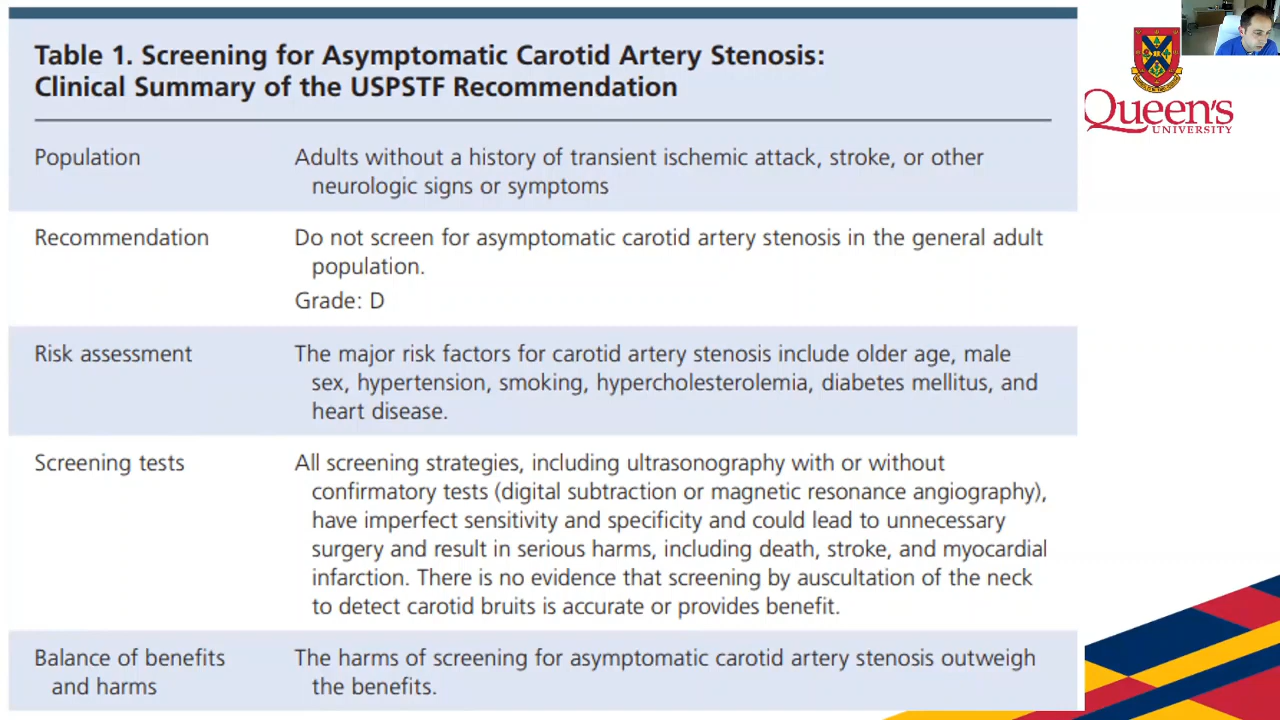 Table 1. Screening for Asymptomatic Carotid Artery Stenosis:
Clinical Summary of the USPSTF Recommendation
Population
Adults without a history of transient ischemic attack, stroke, or other
neurologic signs or symptoms
Recommendation
Do not screen for asymptomatic carotid artery stenosis in the general adult
population.
Grade: D
Risk assessment
The major risk factors for carotid artery stenosis include older age, male
sex, hypertension, smoking, hypercholesterolemia, diabetes mellitus, and
heart disease.
Screening tests
All screening strategies, including ultrasonography with or without
confirmatory tests (digital subtraction or magnetic resonance angiography),
have imperfect sensitivity and specificity and could lead to unnecessary
surgery and result in serious harms, including death, stroke, and myocardial
infarction. There is no evidence that screening by auscultation of the neck
to detect carotid bruits is accurate or provides benefit.
Balance of benefits
and harms
The harms of screening for asymptomatic carotid artery stenosis outweigh
the benefits.
Queen's
UNIVERSITY